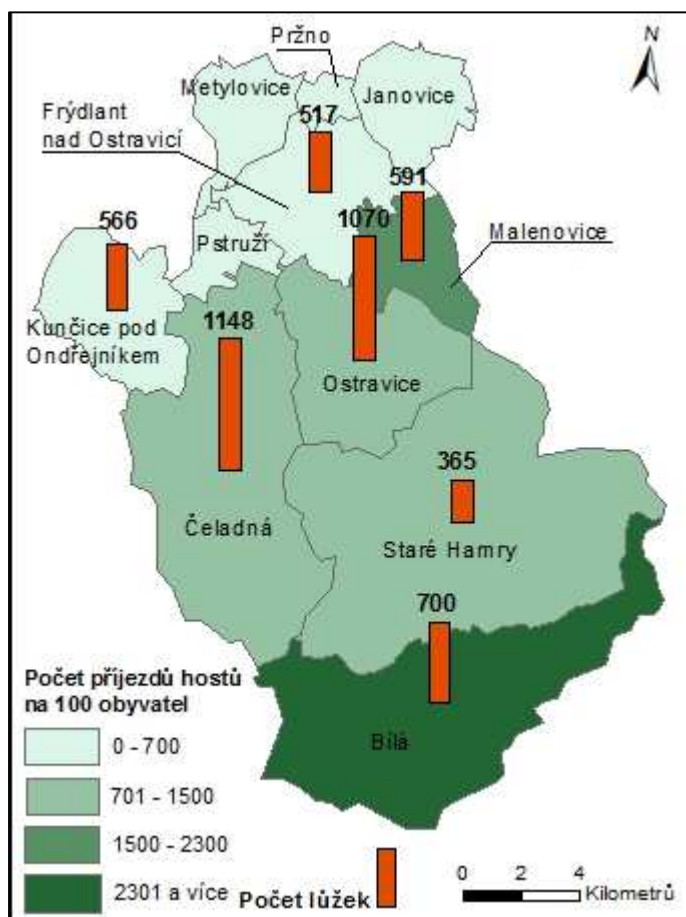 Pržno
N
Metylovice
Janovice
Frýdlant
nad Ostravicí
517
591
566
1070
Pstruží
Malenovice
Kunčice pod
Ondřejníkem
1148
Ostravice
365
Čeladná
Staré Hamry
700
Bílá
Počet příjezdů hostů
na 100 obyvatel
0 - 700
701 - 1500
1500 - 2300
2301 a více
Počet lůžek
0 2 4
Kilometrů